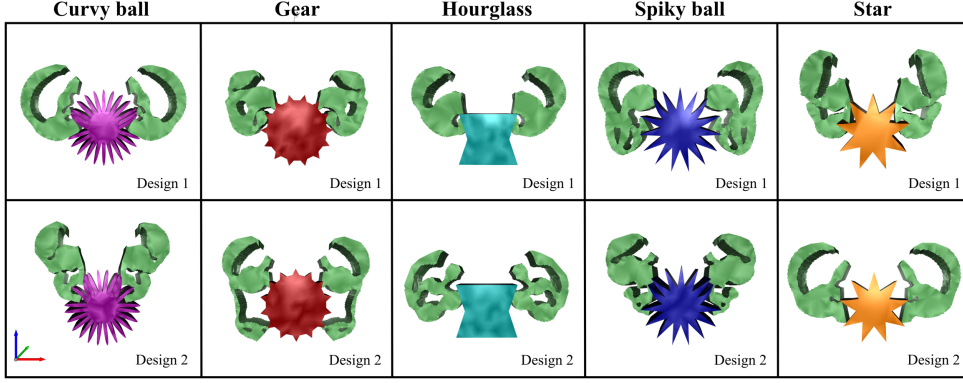 Curvy ball Gear Hourglass Spiky ball Star
Design 1 Design 1 Design 1 Design 1 Design 1
Design 2 Design 2 Design 2 Design 2 Design 2